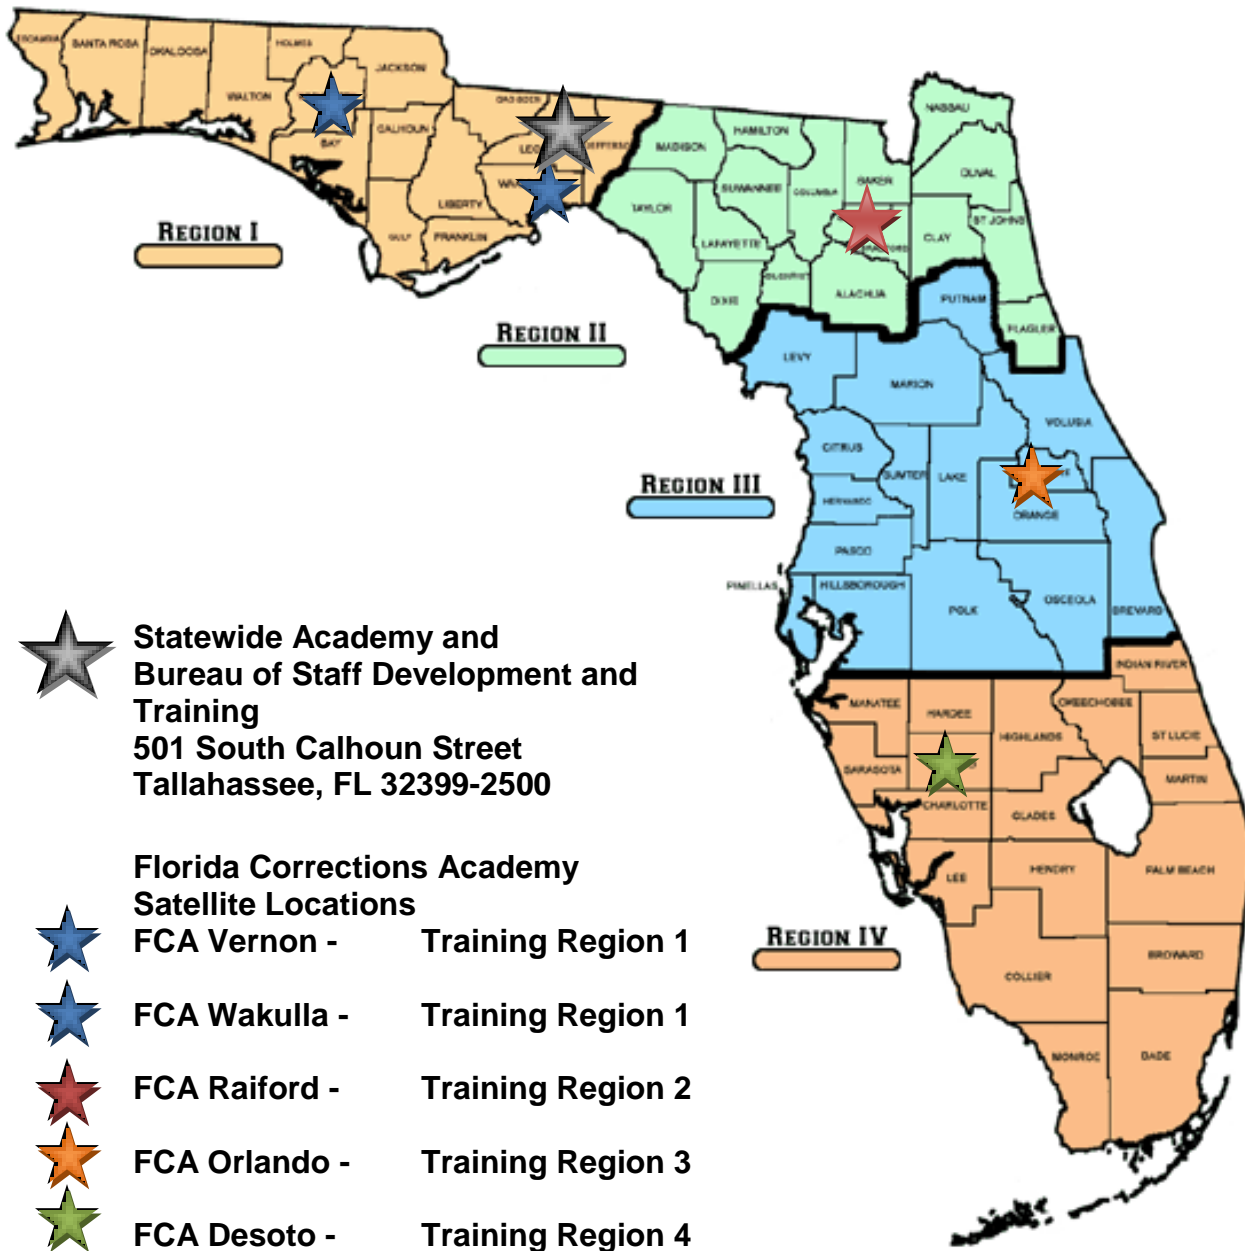 SANTA ROSA
OKALOOSA
HOLMES
JACKSON
WALTON
BAY
CALHOUN
LIBERTY
GULF
FRANKLIN
REGION I
MADISON
HAMILTON
TAYLOR
SUWANNEE
COLUMBIA
BAKER
NASSAU
DUVAL
ST JOHNS
CLAY
LAFAYETTE
DIXIE
ALACHUA
FLAGLER
REGION II
PUTNAM
LEVY
MARION
VOLUSIA
CITRUS
SUMTER
LAKE
HERNANDO
ORANGE
PASCO
PINELLAS
HILLSBOROUGH
POLK
OSCEOLA
BREVARD
REGION III
INDIAN RIVER
MANATEE
HARDEE
HIGHLANDS
OKEECHOBEE
ST LUCIE
SARASOTA
MARTIN
CHARLOTTE
GLADES
LEE
HENDRY
PALM BEACH
BROWARD
COLLIER
MONROE
DADE
REGION IV
Statewide Academy and
Bureau of Staff Development and
Training
501 South Calhoun Street
Tallahassee, FL 32399-2500
Florida Corrections Academy
Satellite Locations
FCA Vernon - Training Region 1
FCA Wakulla - Training Region 1
FCA Raiford - Training Region 2
FCA Orlando - Training Region 3
FCA Desoto - Training Region 4